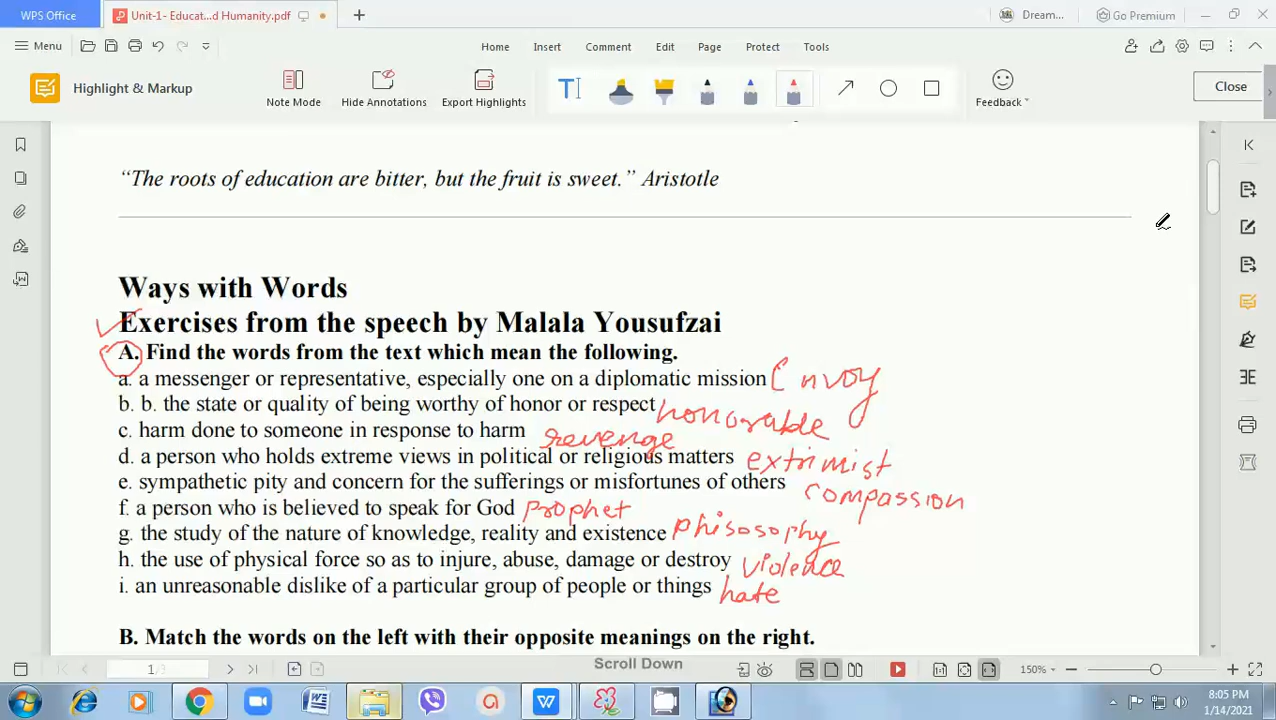 WPS Office
Unit-1- Educat...d Humanity.pdf
Dream...
Go Premium
Menu
Home Insert Comment Edit Page Protect Tools
Highlight & Markup
Note Mode
Hide Annotations
Export Highlights
Feedback
Close
“The roots of education are bitter, but the fruit is sweet.” Aristotle
Ways with Words
Exercises from the speech by Malala Yousufzai
A. Find the words from the text which mean the following.
a. a messenger or representative, especially one on a diplomatic mission Envoy
b. b. the state or quality of being worthy of honor or respect honorable
c. harm done to someone in response to harm revenge
d. a person who holds extreme views in political or religious matters extrimist
e. sympathetic pity and concern for the sufferings or misfortunes of others compassion
f. a person who is believed to speak for God prophet
g. the study of the nature of knowledge, reality and existence phisosophy
h. the use of physical force so as to injure, abuse, damage or destroy violence
i. an unreasonable dislike of a particular group of people or things hate
B. Match the words on the left with their opposite meanings on the right.
Scroll Down
1/3
150%
8:05 PM
1/14/2021